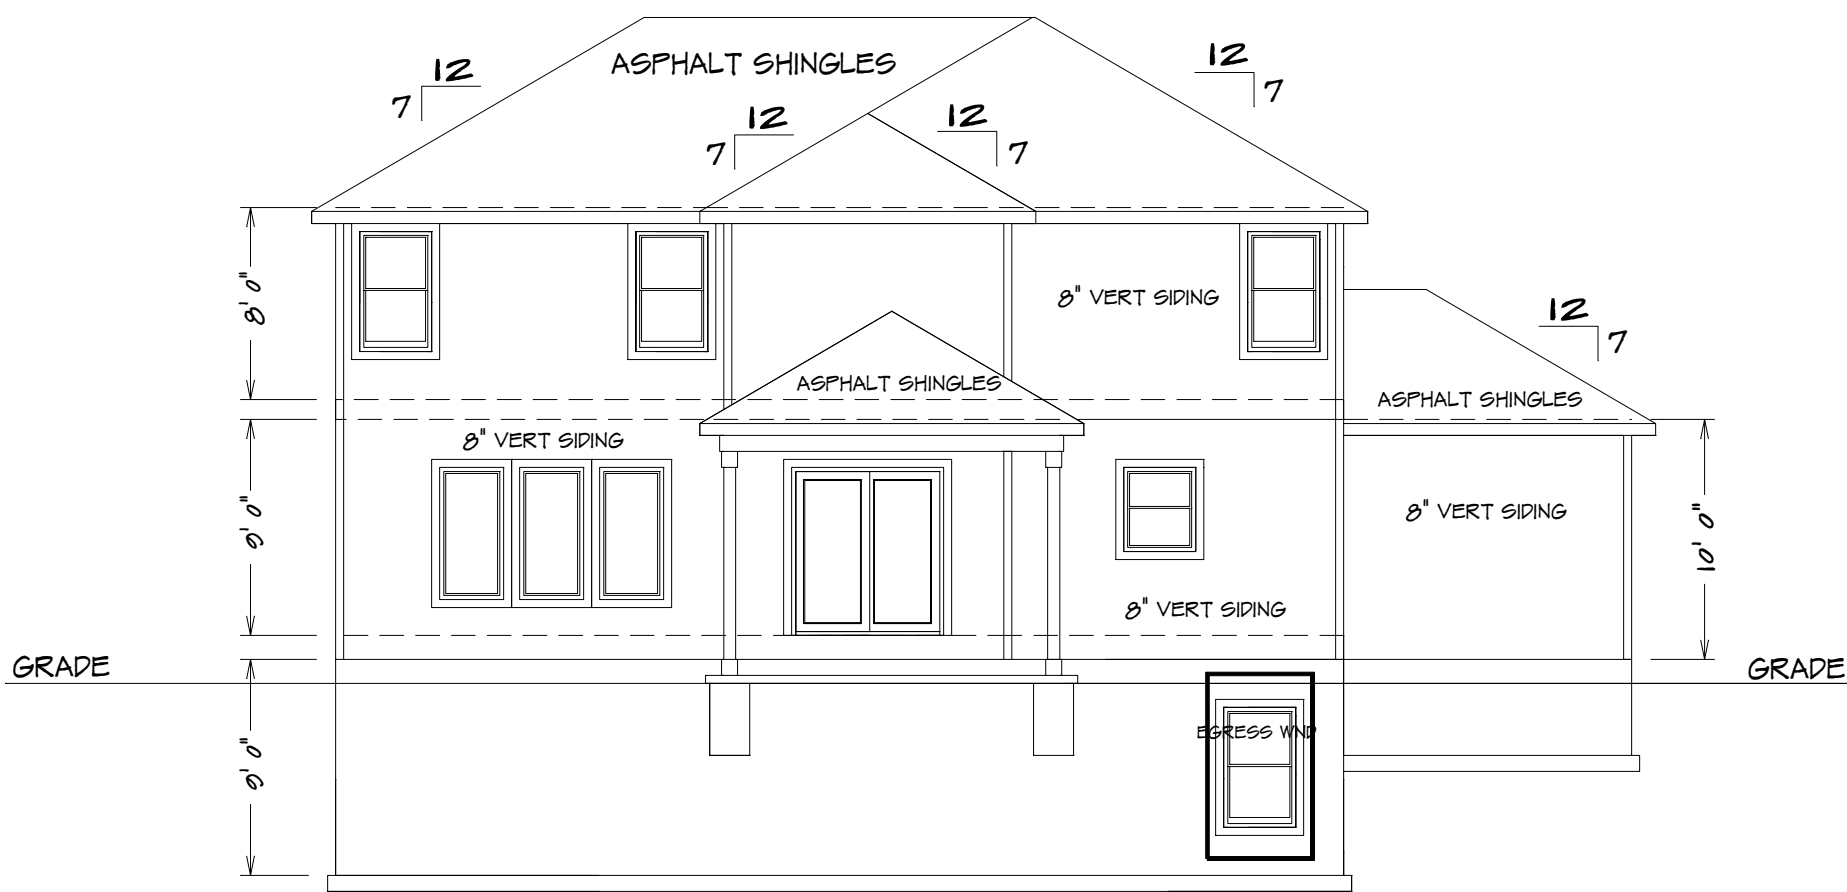 ASPHALT SHINGLES
12
7
12
7
12
7
12
7
8' 0"
8" VERT SIDING
12
7
ASPHALT SHINGLES
ASPHALT SHINGLES
8" VERT SIDING
9' 0"
8" VERT SIDING
10' 0"
8" VERT SIDING
GRADE
GRADE
EGRESS WND
9' 0"